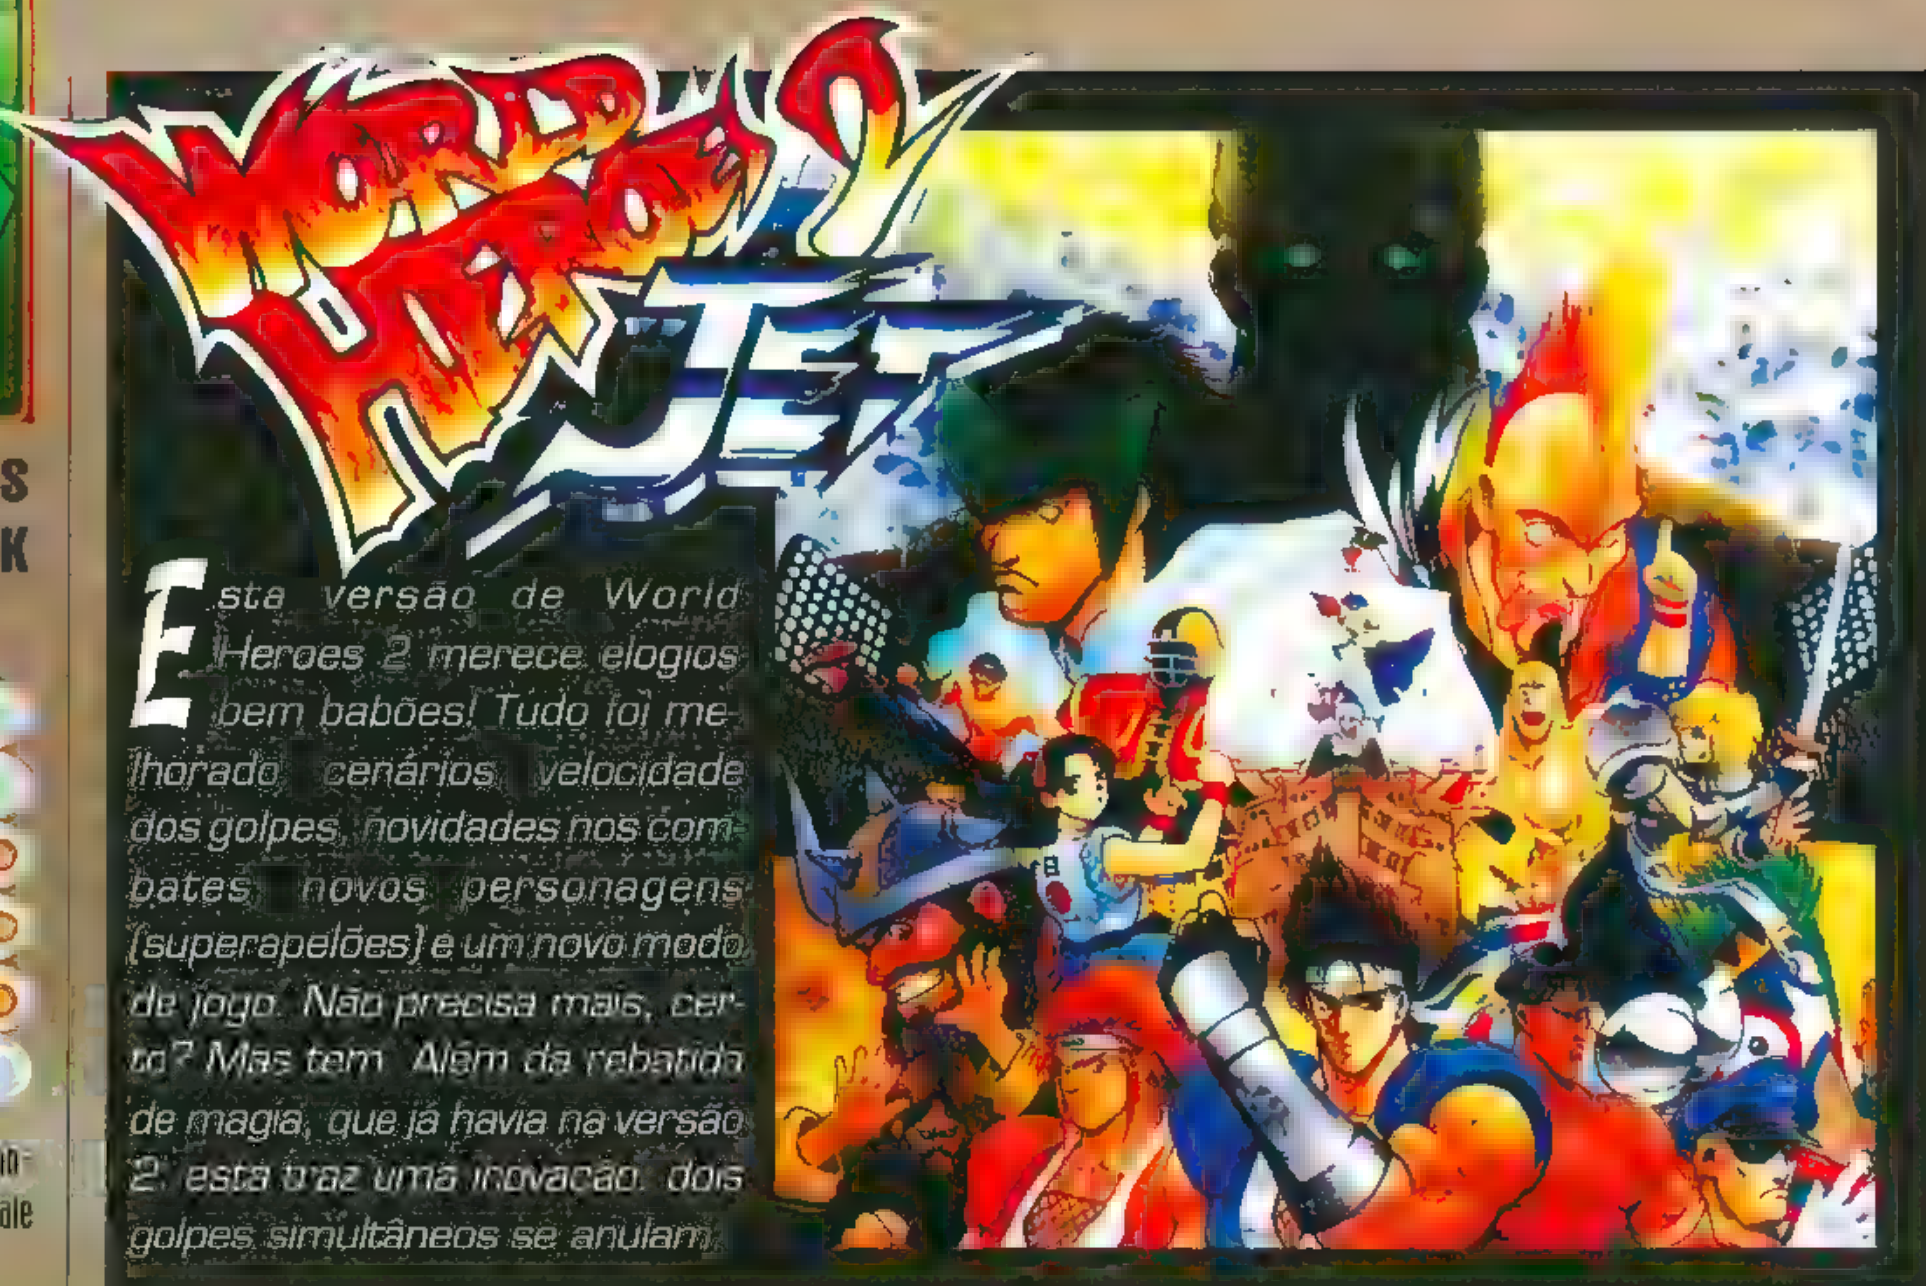 S
K
ale
WORLD
HEROES 2
JET
Esta versão de World
Heroes 2 merece elogios
bem babões! Tudo foi me-
lhorado cenários velocidade
dos golpes, novidades nos com-
bates novos personagens
(superapelões) e um novo modo
de jogo. Não precisa mais, cer-
to? Mas tem. Além da rebatida
de magia, que já havia na versão
2, esta traz uma inovação: dois
golpes simultâneos se anulam.